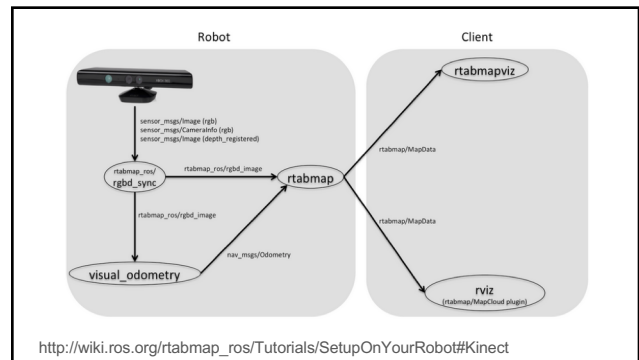 Robot
Client
sensor_msgs/Image (rgb)
sensor_msgs/CameraInfo (rgb)
sensor_msgs/Image (depth_registered)
rtabmap_ros/
rgbd_sync
rtabmap_ros/rgbd_image
rtabmap
rtabmapviz
rtabmap/MapData
rtabmap_ros/rgbd_image
rtabmap/MapData
nav_msgs/Odometry
visual_odometry
rviz
(rtabmap/MapCloud plugin)
http://wiki.ros.org/rtabmap_ros/Tutorials/SetupOnYourRobot#Kinect